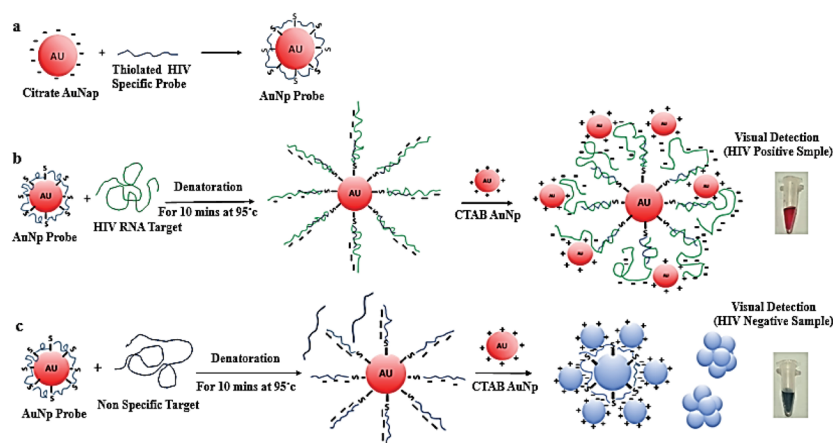 a
AU
Citrate AuNap
+
Thiolated HIV
Specific Probe
S
AU
AuNp Probe
b
AU
AuNp Probe
+
HIV RNA Target
Denatoration
For 10 mins at 95°c
AU
AU
CTAB AuNp
AU
AU
AU
AU
AU
AU
AU
Visual Detection
(HIV Positive Smple)
c
AU
AuNp Probe
+
Non Specific Target
Denatoration
For 10 mins at 95°c
AU
AU
CTAB AuNp
Visual Detection
(HIV Negative Sample)